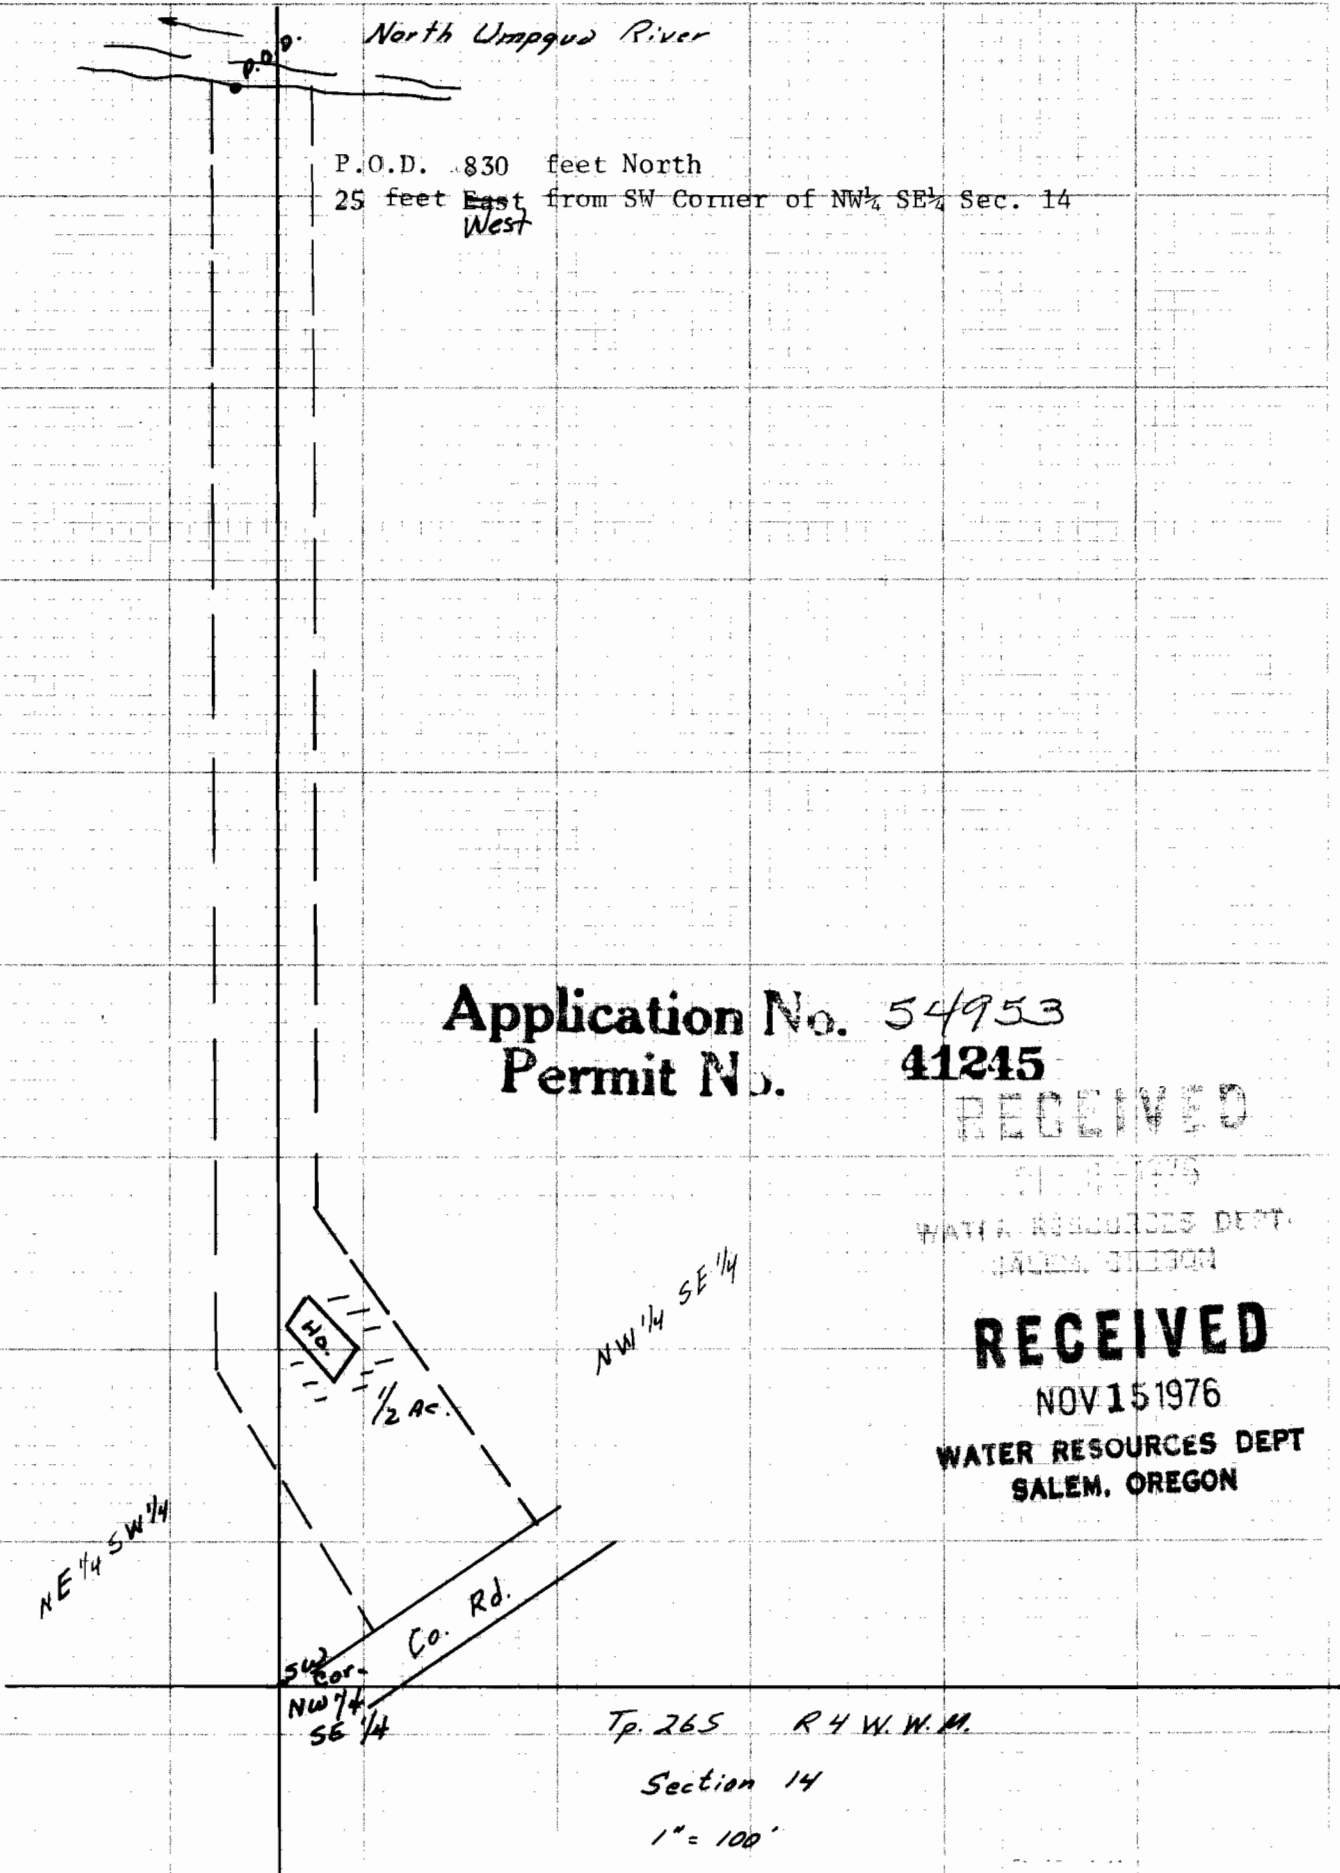 North Umpqua River
P.O.D.
P.O.D. 830 feet North
25 feet East from SW Corner of NW¼ SE¼ Sec. 14
West
Application No. 54953
Permit No. 41245
RECEIVED
1976
WATER RESOURCES DEPT.
SALEM, OREGON
NW 1/4 SE 1/4
Ho.
1/2 Ac.
RECEIVED
NOV 15 1976
WATER RESOURCES DEPT
SALEM, OREGON
NE 1/4 SW 1/4
Co. Rd.
SW
Cor-
NW 1/4
SE 1/4
Tp. 26S R 4 W. W. M.
Section 14
1" = 100'